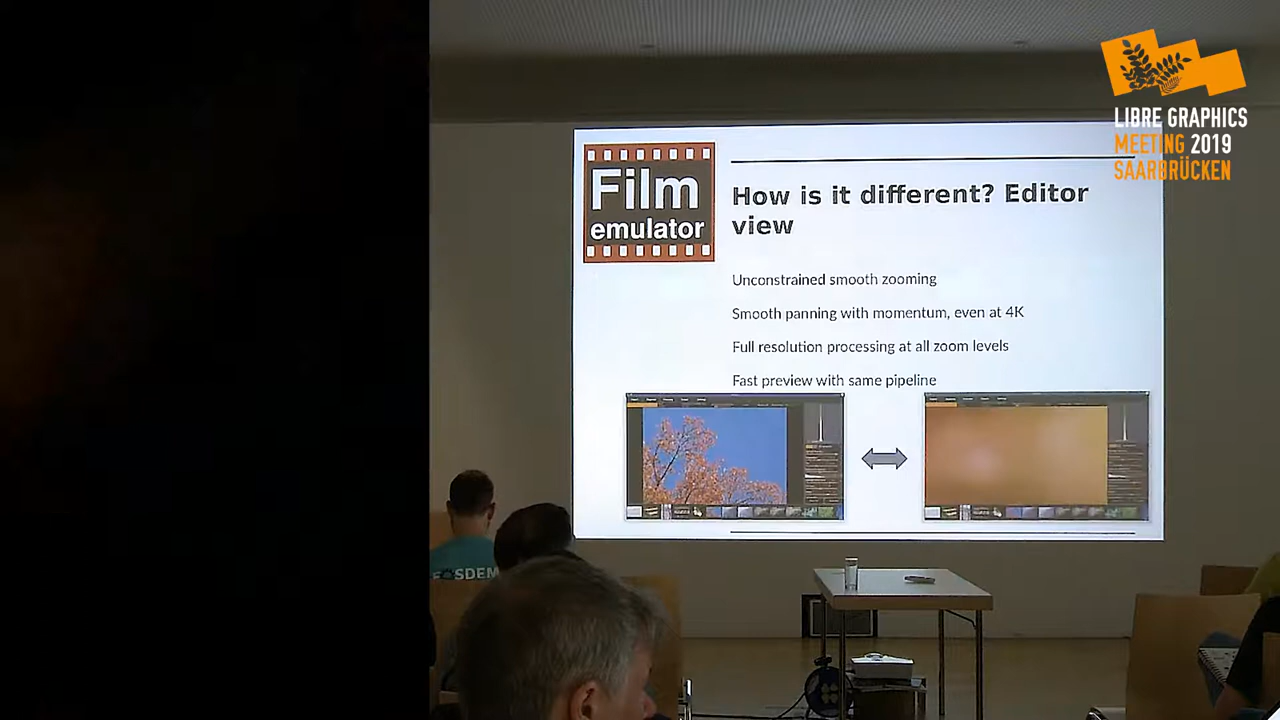 LIBRE GRAPHICS
MEETING 2019
SAARBRÜCKEN
Film
emulator
How is it different? Editor
view
Unconstrained smooth zooming
Smooth panning with momentum, even at 4K
Full resolution processing at all zoom levels
Fast preview with same pipeline
FOSDEM